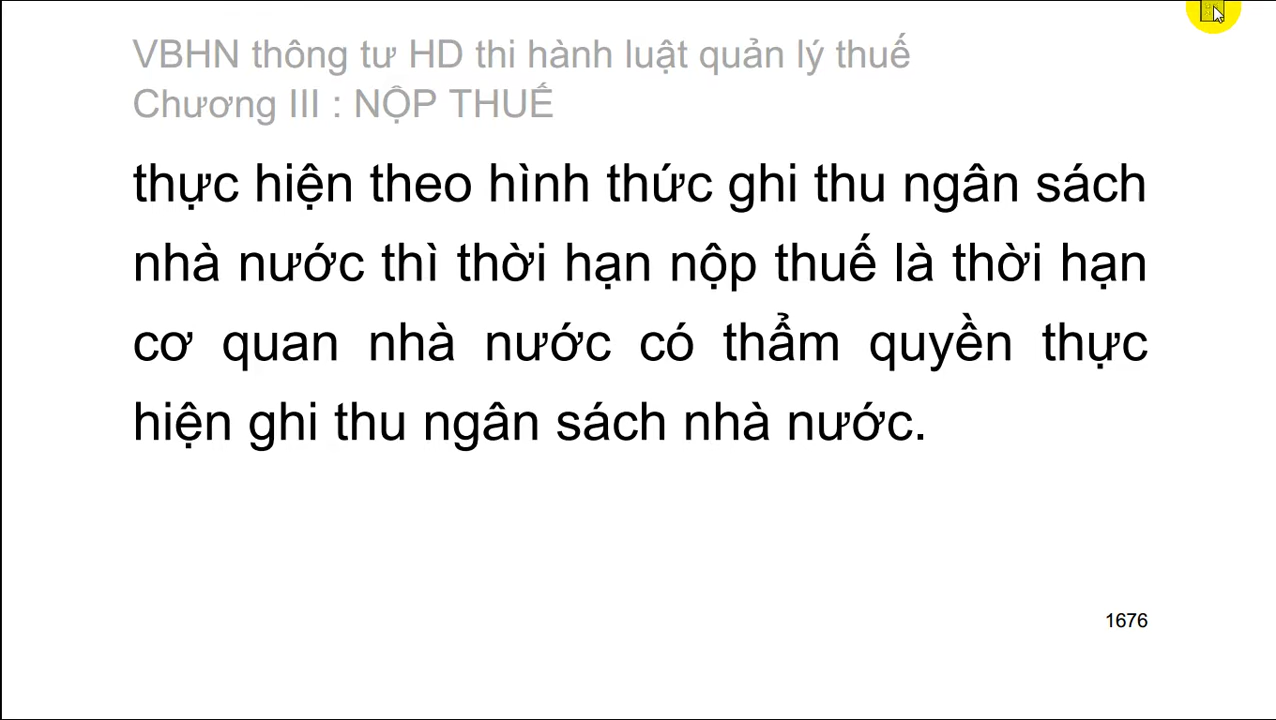 VBHN thông tư HD thi hành luật quản lý thuế
Chương III : NỘP THUẾ
thực hiện theo hình thức ghi thu ngân sách
nhà nước thì thời hạn nộp thuế là thời hạn
cơ quan nhà nước có thẩm quyền thực
hiện ghi thu ngân sách nhà nước.
1676